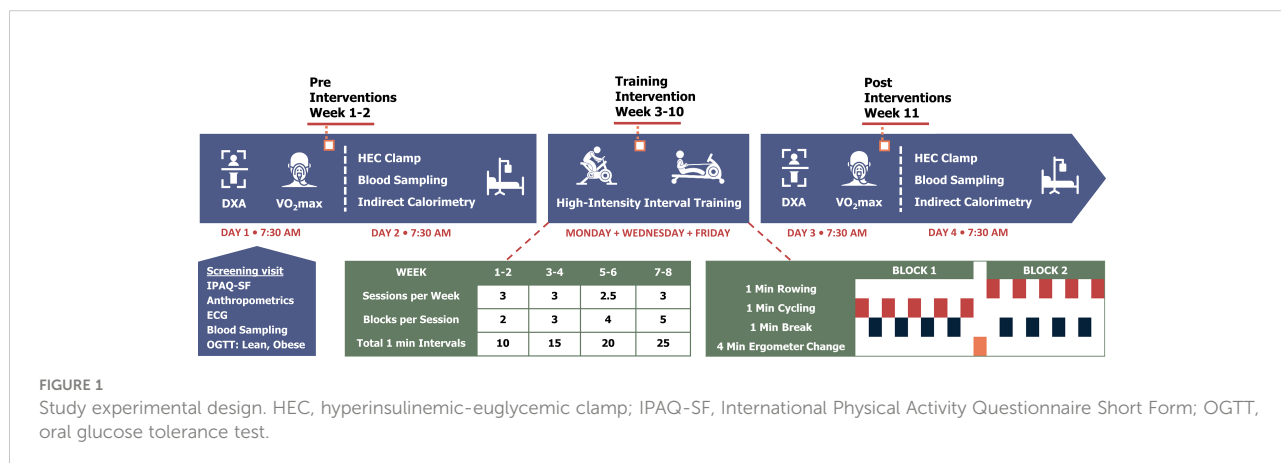 Pre
Interventions
Week 1-2
Training
Intervention
Week 3-10
Post
Interventions
Week 11
DXA
VO2max
HEC Clamp
Blood Sampling
Indirect Calorimetry
High-Intensity Interval Training
DXA
VO2max
HEC Clamp
Blood Sampling
Indirect Calorimetry
DAY 1 • 7:30 AM
DAY 2 • 7:30 AM
MONDAY + WEDNESDAY + FRIDAY
DAY 3 • 7:30 AM
DAY 4 • 7:30 AM
Screening visit
IPAQ-SF
Anthropometrics
ECG
Blood Sampling
OGTT: Lean, Obese
WEEK 1-2 3-4 5-6 7-8
Sessions per Week 3 3 2.5 3
Blocks per Session 2 3 4 5
Total 1 min Intervals 10 15 20 25
BLOCK 1 BLOCK 2
1 Min Rowing
1 Min Cycling
1 Min Break
4 Min Ergometer Change
FIGURE 1
Study experimental design. HEC, hyperinsulinemic-euglycemic clamp; IPAQ-SF, International Physical Activity Questionnaire Short Form; OGTT,
oral glucose tolerance test.